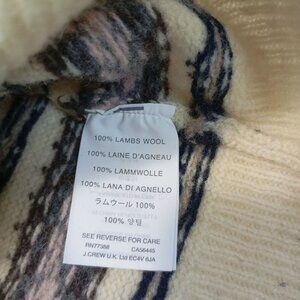 100% LAMBS WOOL
100% LAINE D'AGNEAU
100% LAMMWOLLE
100% LANA DI AGNELLO
ラムウール 100%
100% 양털
SEE REVERSE FOR CARE
RN77388 CA56445
J.CREW U.K. Ltd EC4V 6JA